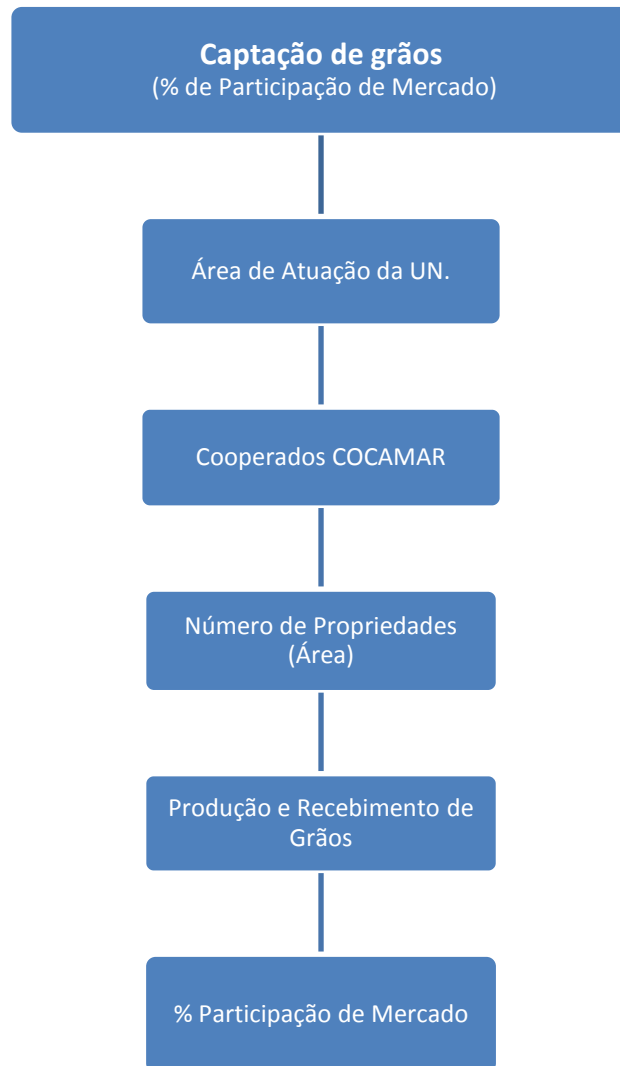 Captação de grãos
(% de Participação de Mercado)
Área de Atuação da UN.
Cooperados COCAMAR
Número de Propriedades
(Área)
Produção e Recebimento de
Grãos
% Participação de Mercado